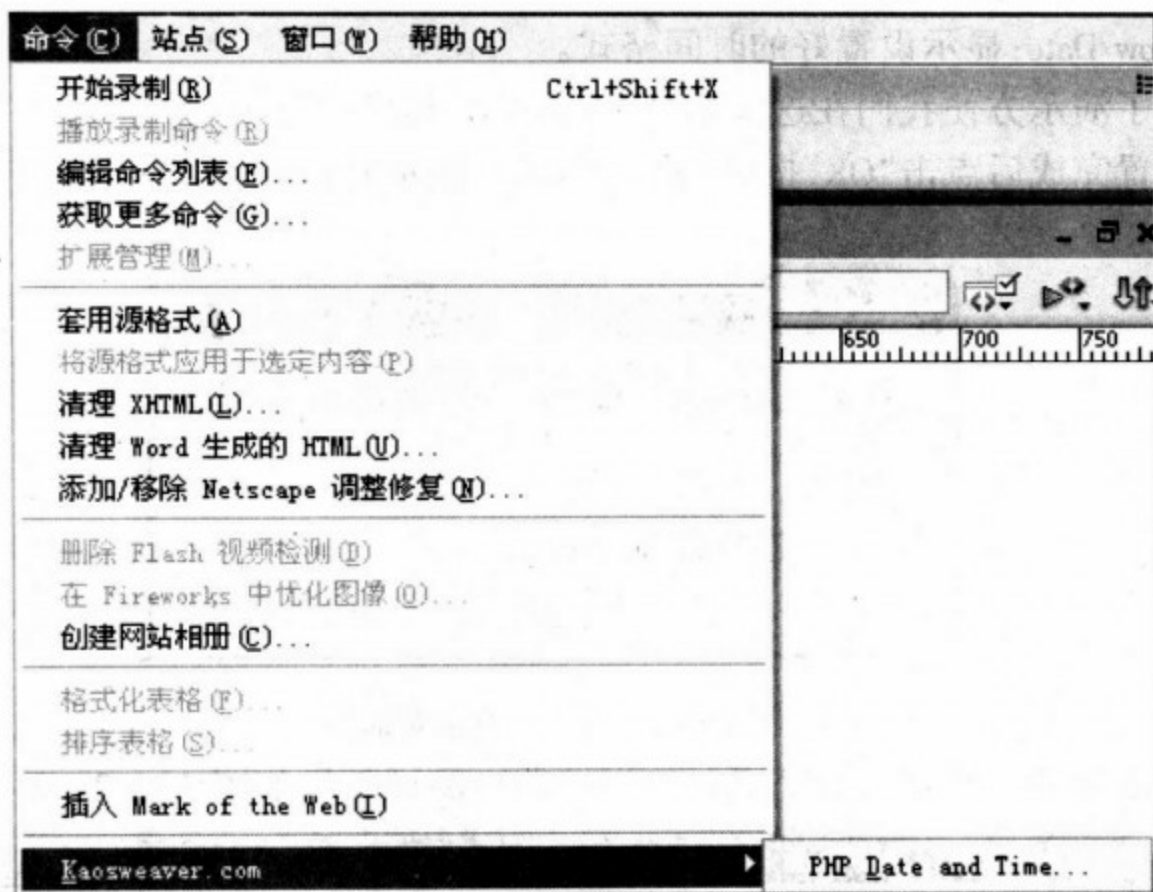 命令(C) 站点(S) 窗口(W) 帮助(H)
开始录制(R) Ctrl+Shift+X
播放录制命令(R)
编辑命令列表(E)...
获取更多命令(G)...
扩展管理(M)...
套用源格式(A)
将源格式应用于选定内容(P)
清理 XHTML(L)...
清理 Word 生成的 HTML(U)...
添加/移除 Netscape 调整修复(N)...
650 700 750
删除 Flash 视频检测(D)
在 Fireworks 中优化图像(O)...
创建网站相册(C)...
格式化表格(F)...
排序表格(S)...
插入 Mark of the Web(I)
Kaosweaver.com
PHP Date and Time...